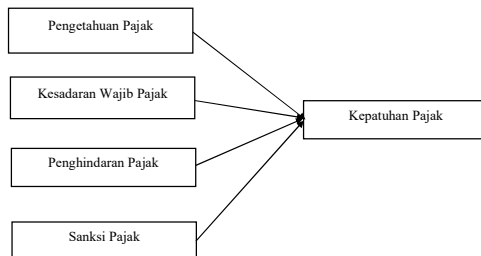 Pengetahuan Pajak
Kesadaran Wajib Pajak
Kepatuhan Pajak
Penghindaran Pajak
Sanksi Pajak